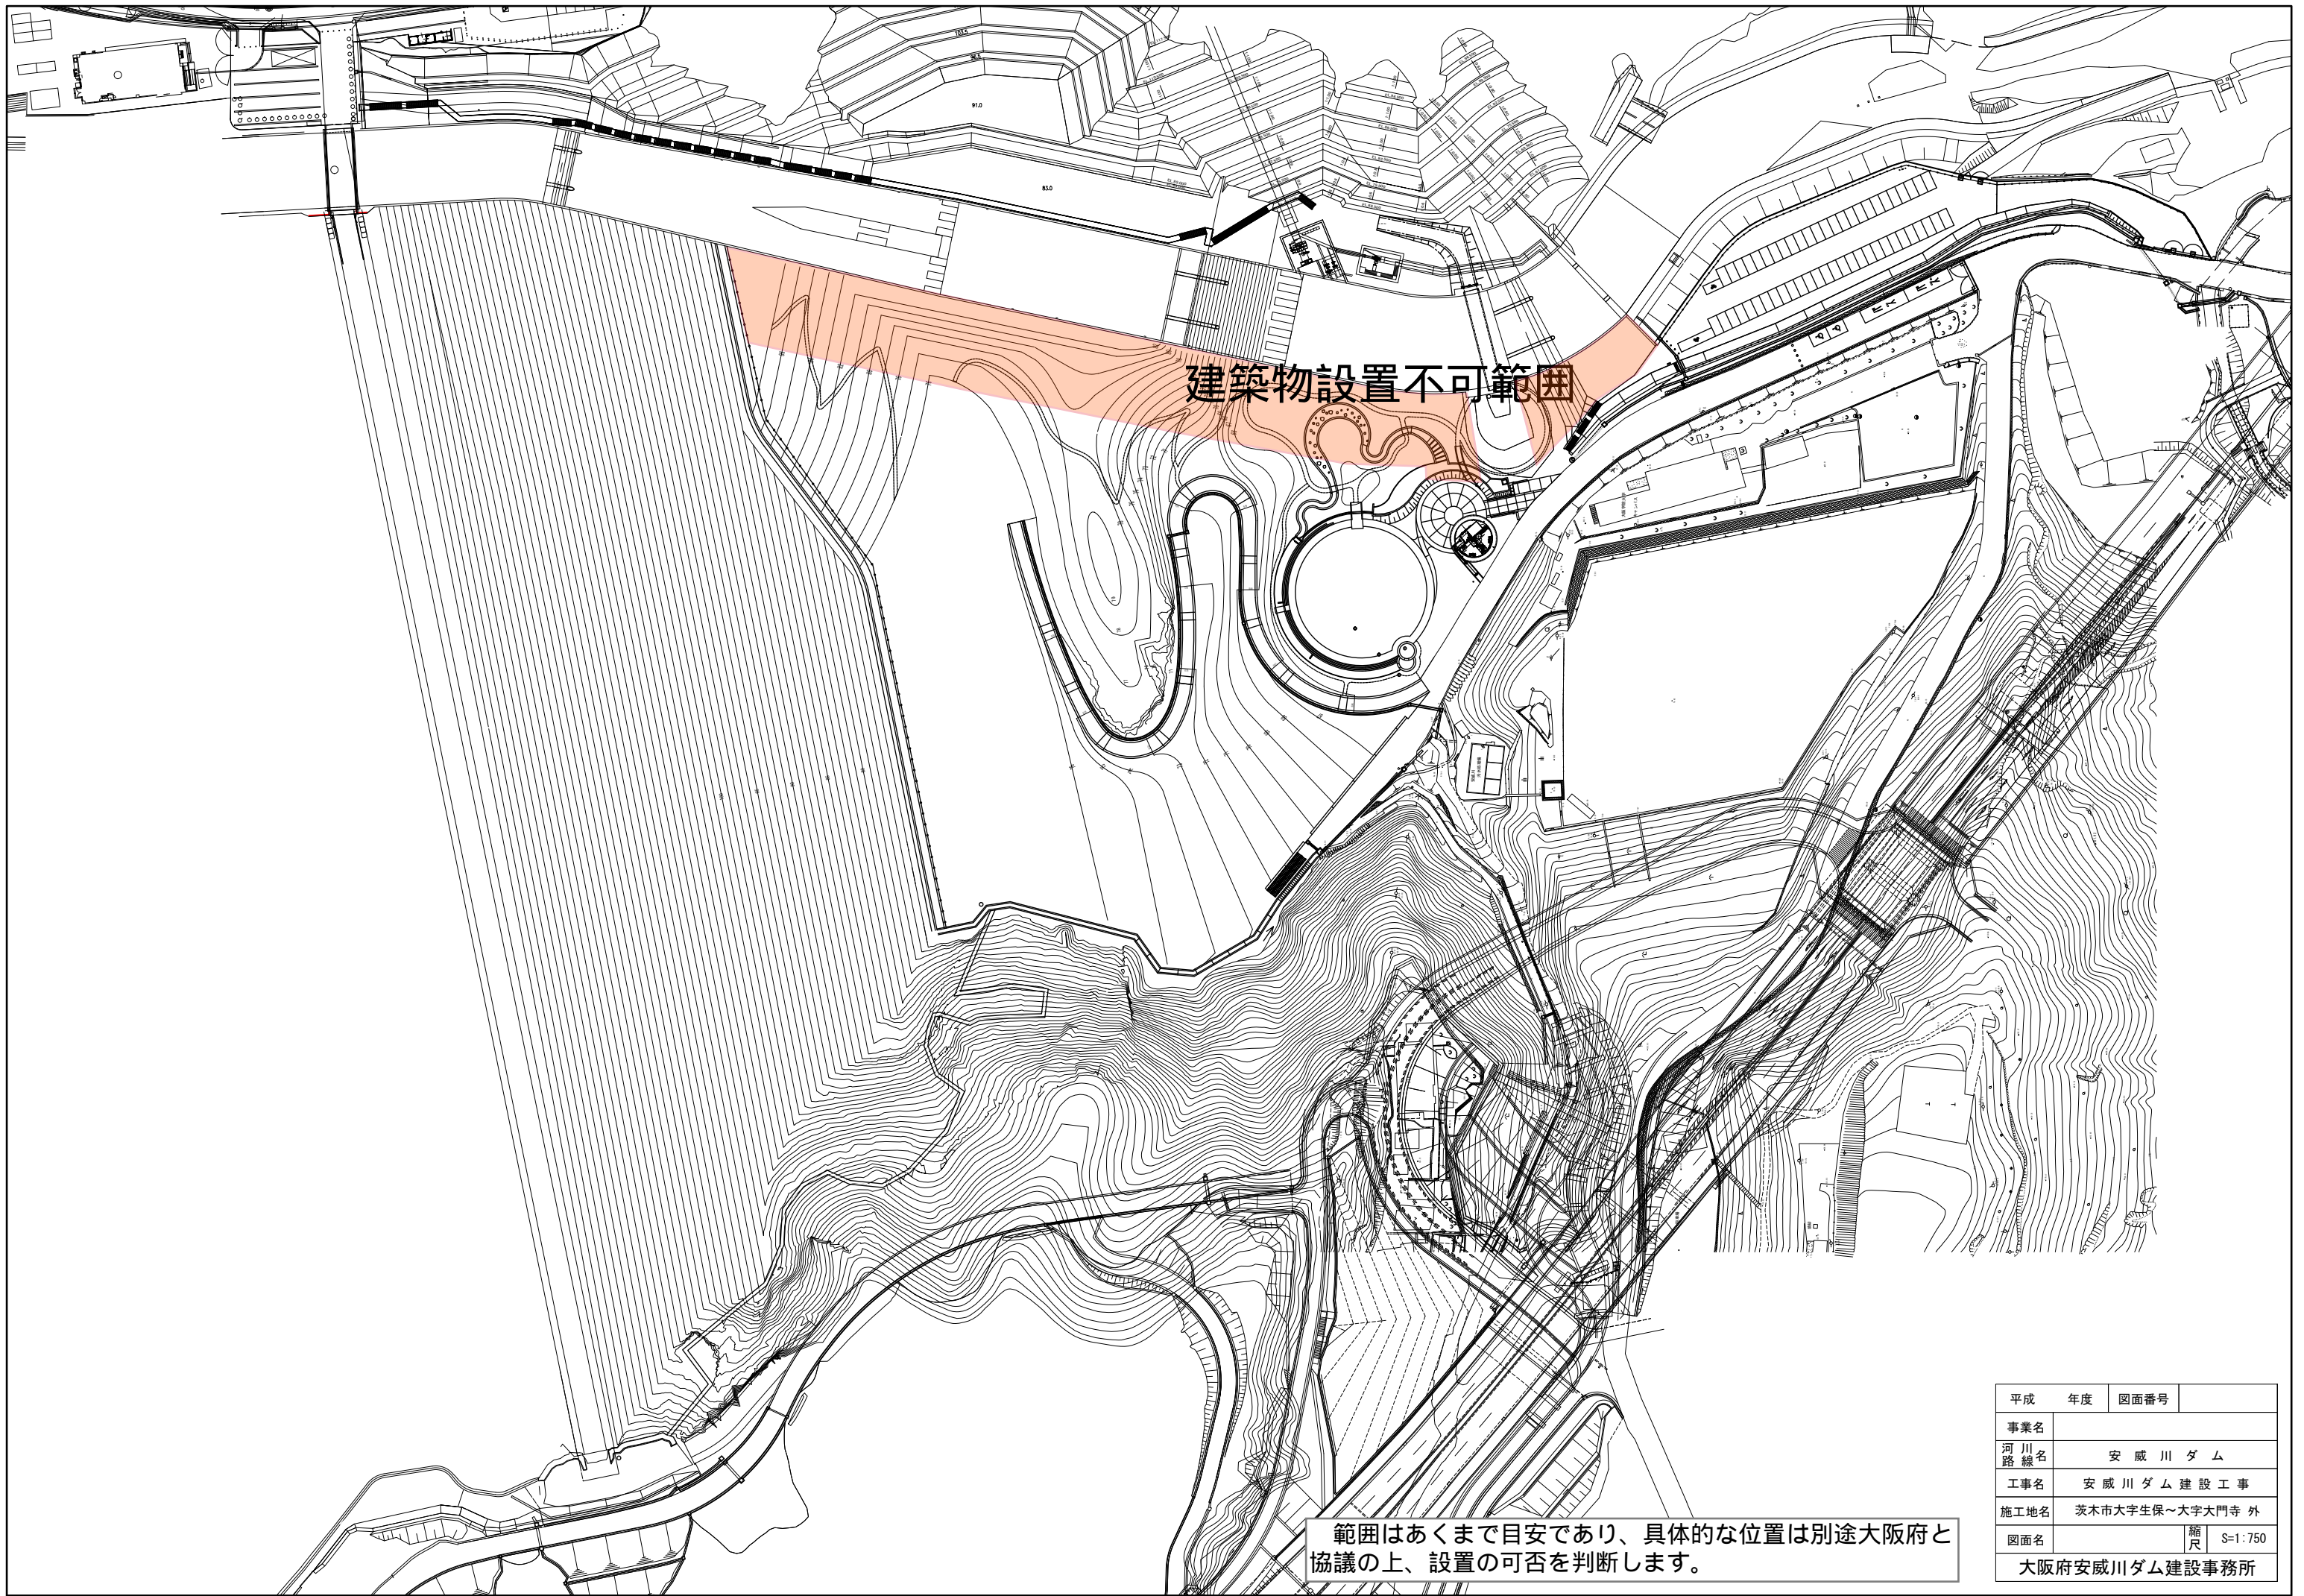 91.0
83.0
建築物設置不可範囲
範囲はあくまで目安であり、具体的な位置は別途大阪府と
協議の上、設置の可否を判断します。
平成 年度 図面番号
事業名
河川路線名 安威川ダム
工事名 安威川ダム建設工事
施工地名 茨木市大字生保～大字大門寺 外
図面名 縮尺 S=1:750
大阪府安威川ダム建設事務所